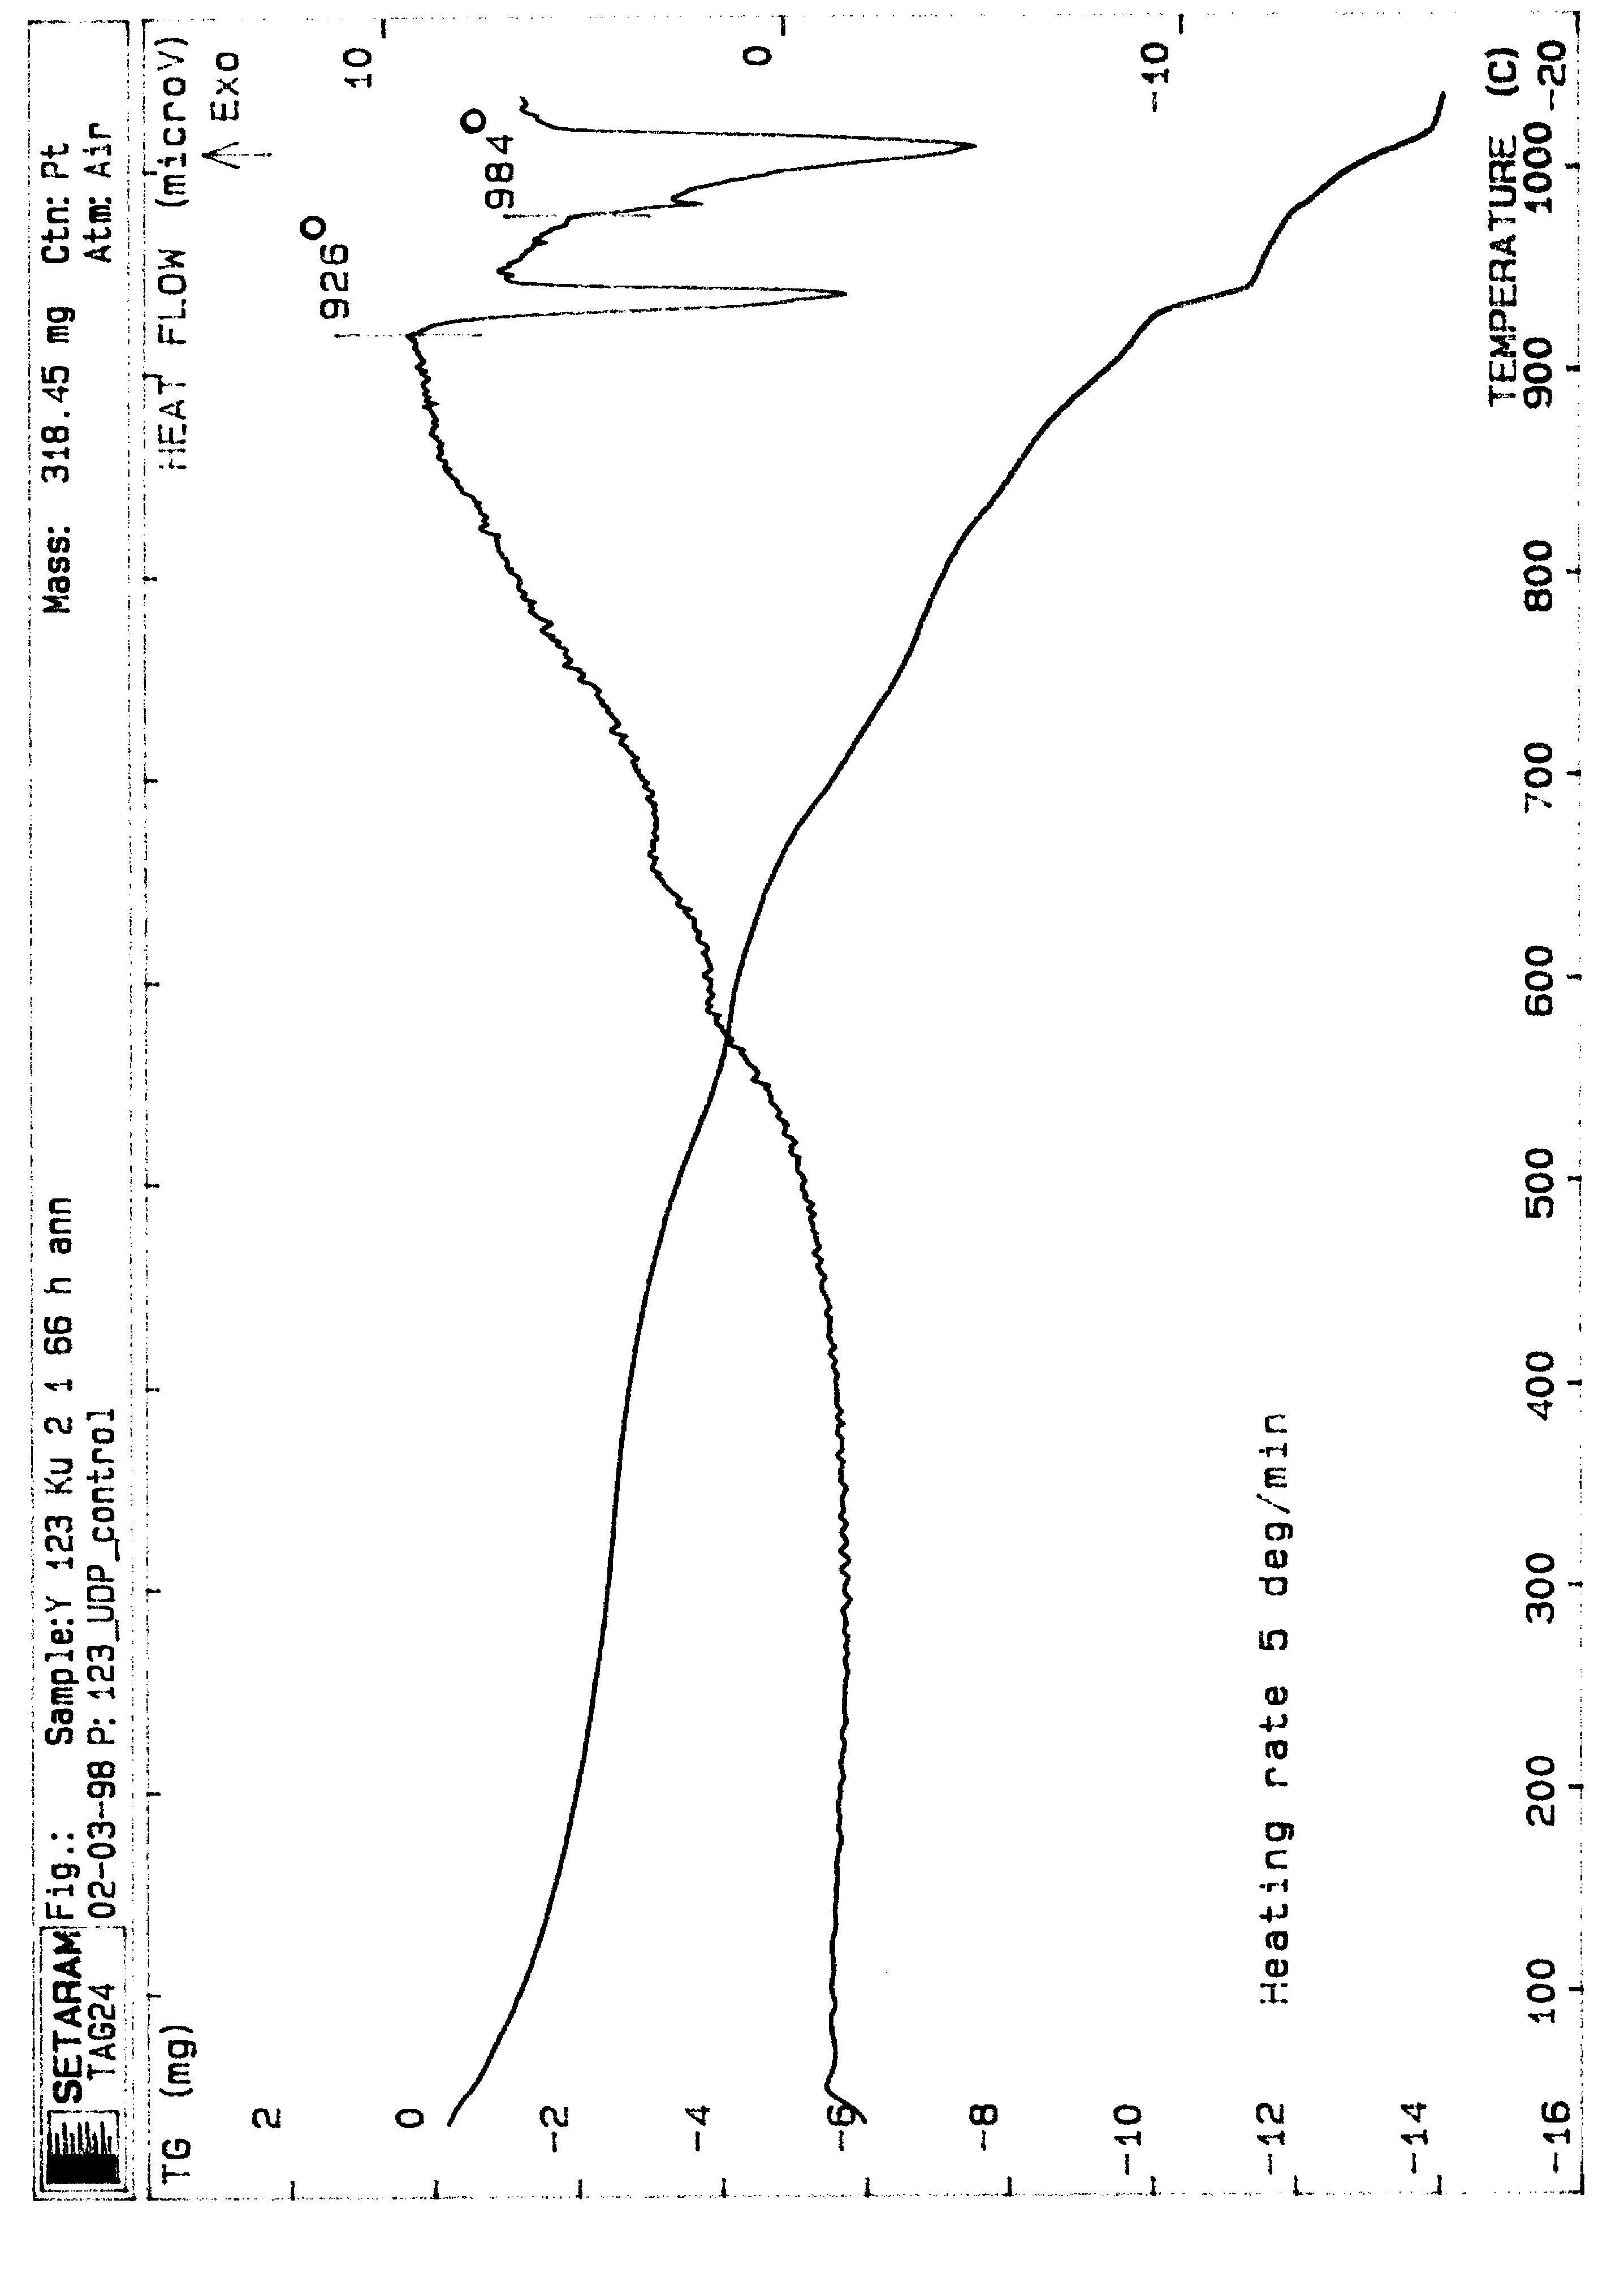 SETARAM Fig.: Sample:Y 123 Ku 2 1 66 h ann Mass: 318.45 mg Ctn: Pt
TAG24 02-03-98 P: 123_UDP_control Atm: Air
TG (mg) HEAT FLOW (microV)
Exo
2
0
-2
-4
-6
-8
-10
-12
-14
-16
10
0
-10
-20
926°
984°
Heating rate 5 deg/min
TEMPERATURE (C)
100 200 300 400 500 600 700 800 900 1000